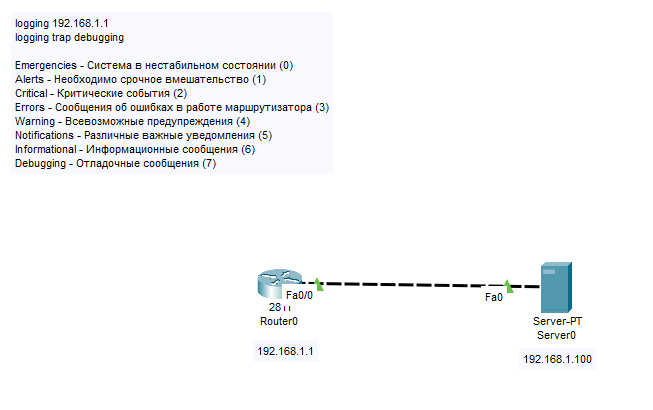 logging 192.168.1.1
logging trap debugging
Emergencies - Система в нестабильном состоянии (0)
Alerts - Необходимо срочное вмешательство (1)
Critical - Критические события (2)
Errors - Сообщения об ошибках в работе маршрутизатора (3)
Warning - Всевозможные предупреждения (4)
Notifications - Различные важные уведомления (5)
Informational - Информационные сообщения (6)
Debugging - Отладочные сообщения (7)
Fa0/0
Fa0
Router0
Server-PT
Server0
192.168.1.1
192.168.1.100